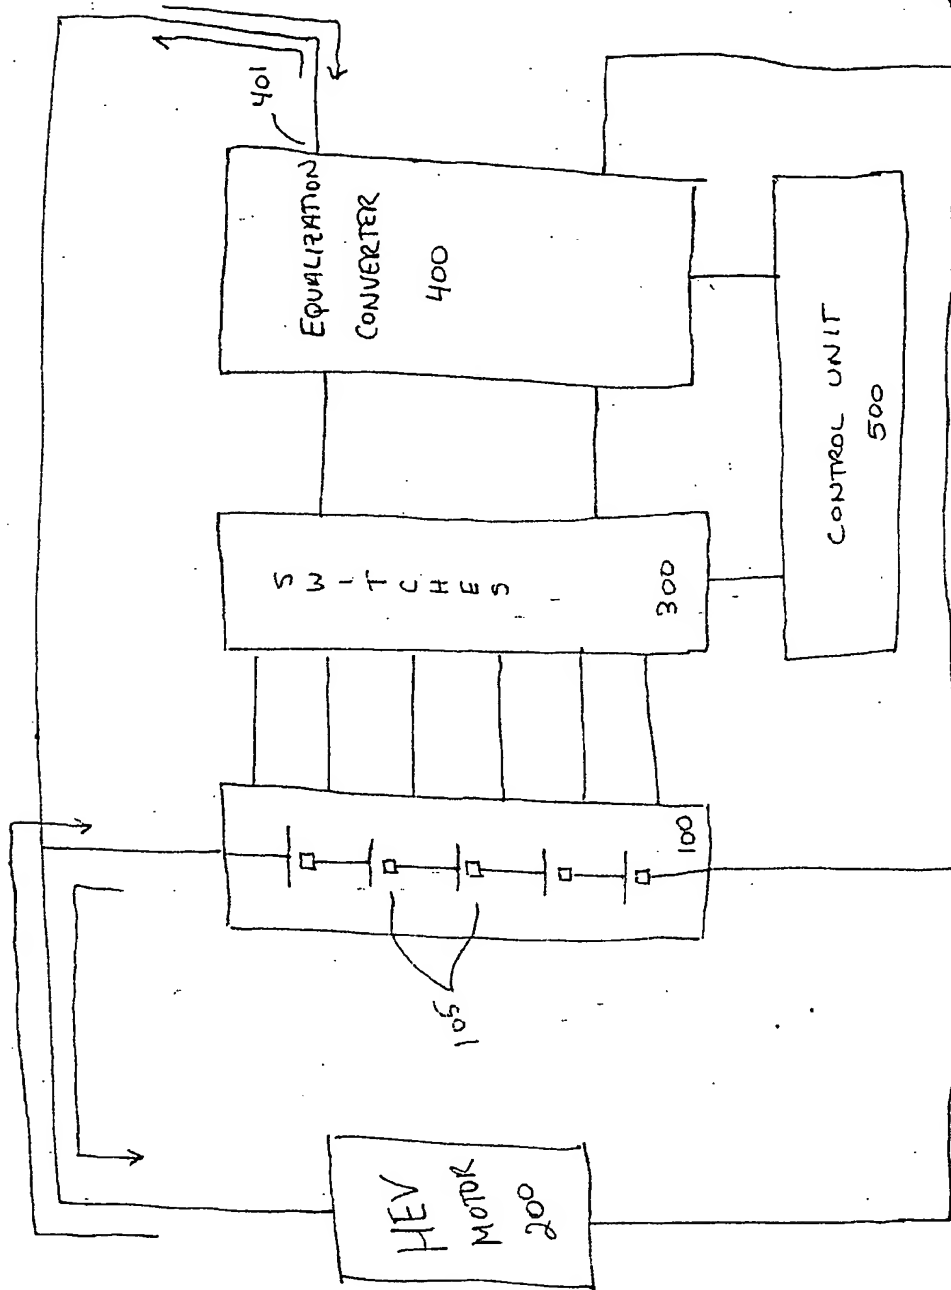 HEV
MOTOR
200
105
100
SWITCHES
300
EQUALIZATION
CONVERTER
400
401
CONTROL UNIT
500